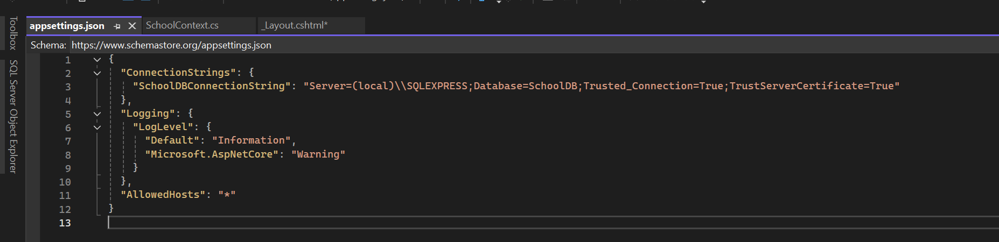 appsettings.json
SchoolContext.cs
_Layout.cshtml*
Toolbox
SQL Server Object Explorer
Schema: https://www.schemastore.org/appsettings.json
1 {
2 "ConnectionStrings": {
3 "SchoolDBConnectionString": "Server=(local)\\SQLEXPRESS;Database=SchoolDB;Trusted_Connection=True;TrustServerCertificate=True"
4 },
5 "Logging": {
6 "LogLevel": {
7 "Default": "Information",
8 "Microsoft.AspNetCore": "Warning"
9 }
10 },
11 "AllowedHosts": "*"
12 }
13